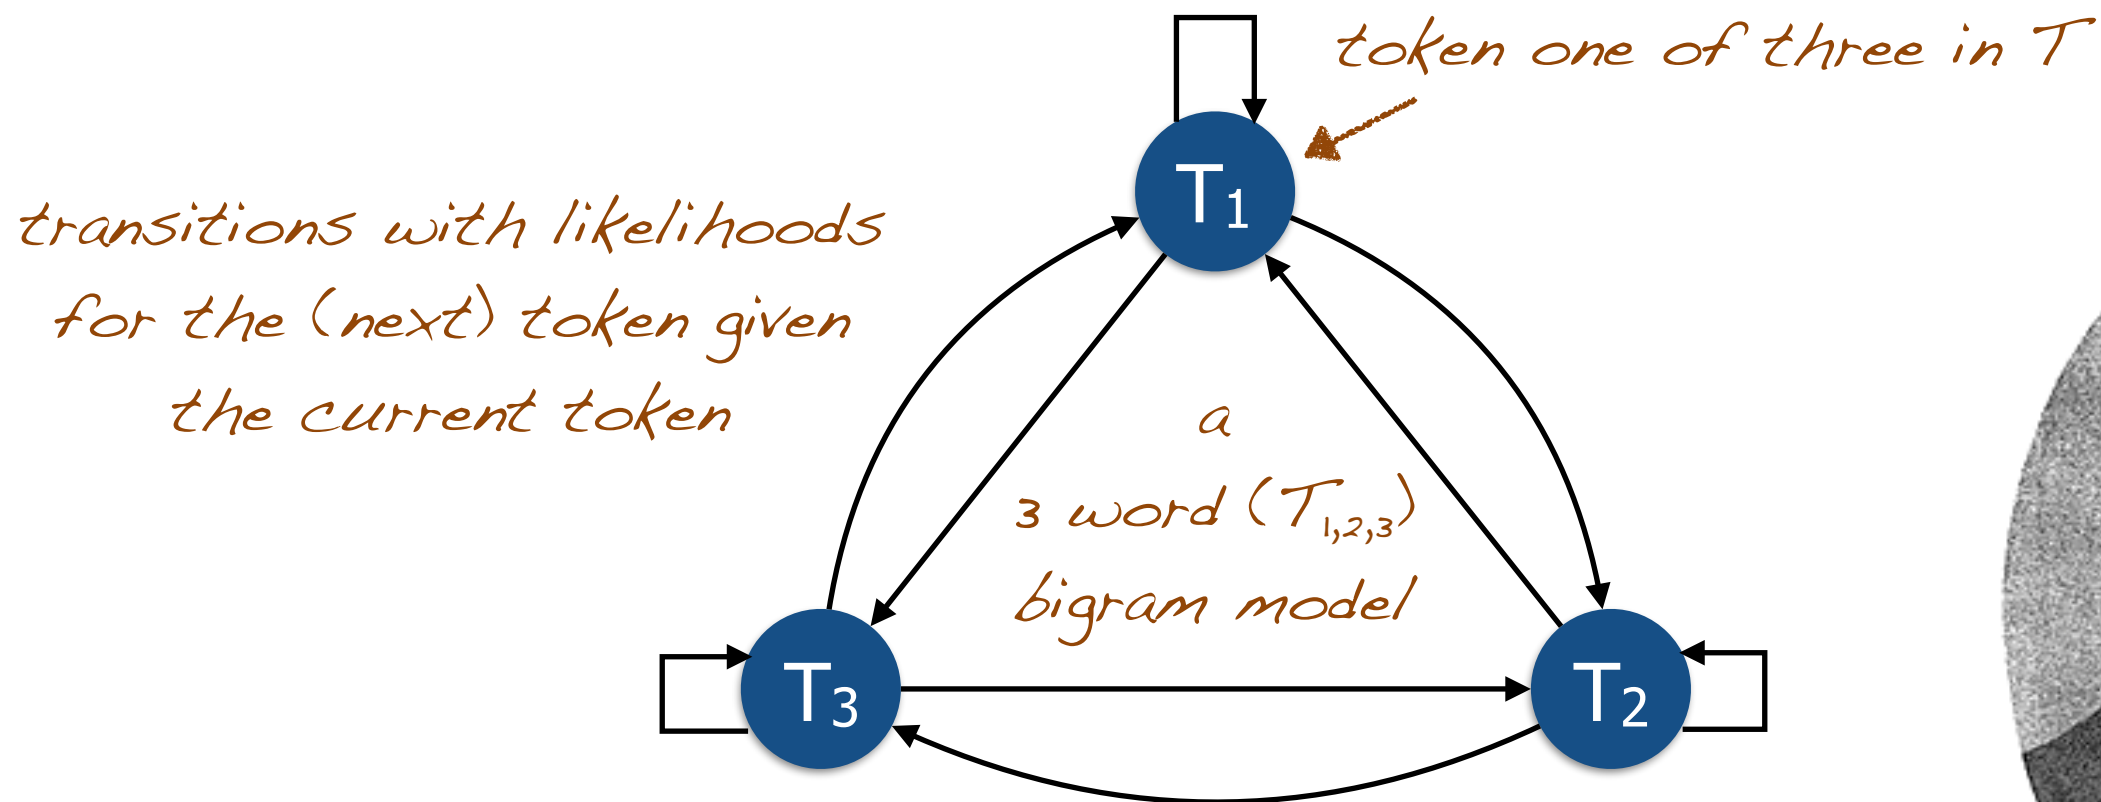 token one of three in T
T₁
transitions with likelihoods
for the (next) token given
the current token
a
3 word (T₁,₂,₃)
bigram model
T₃
T₂